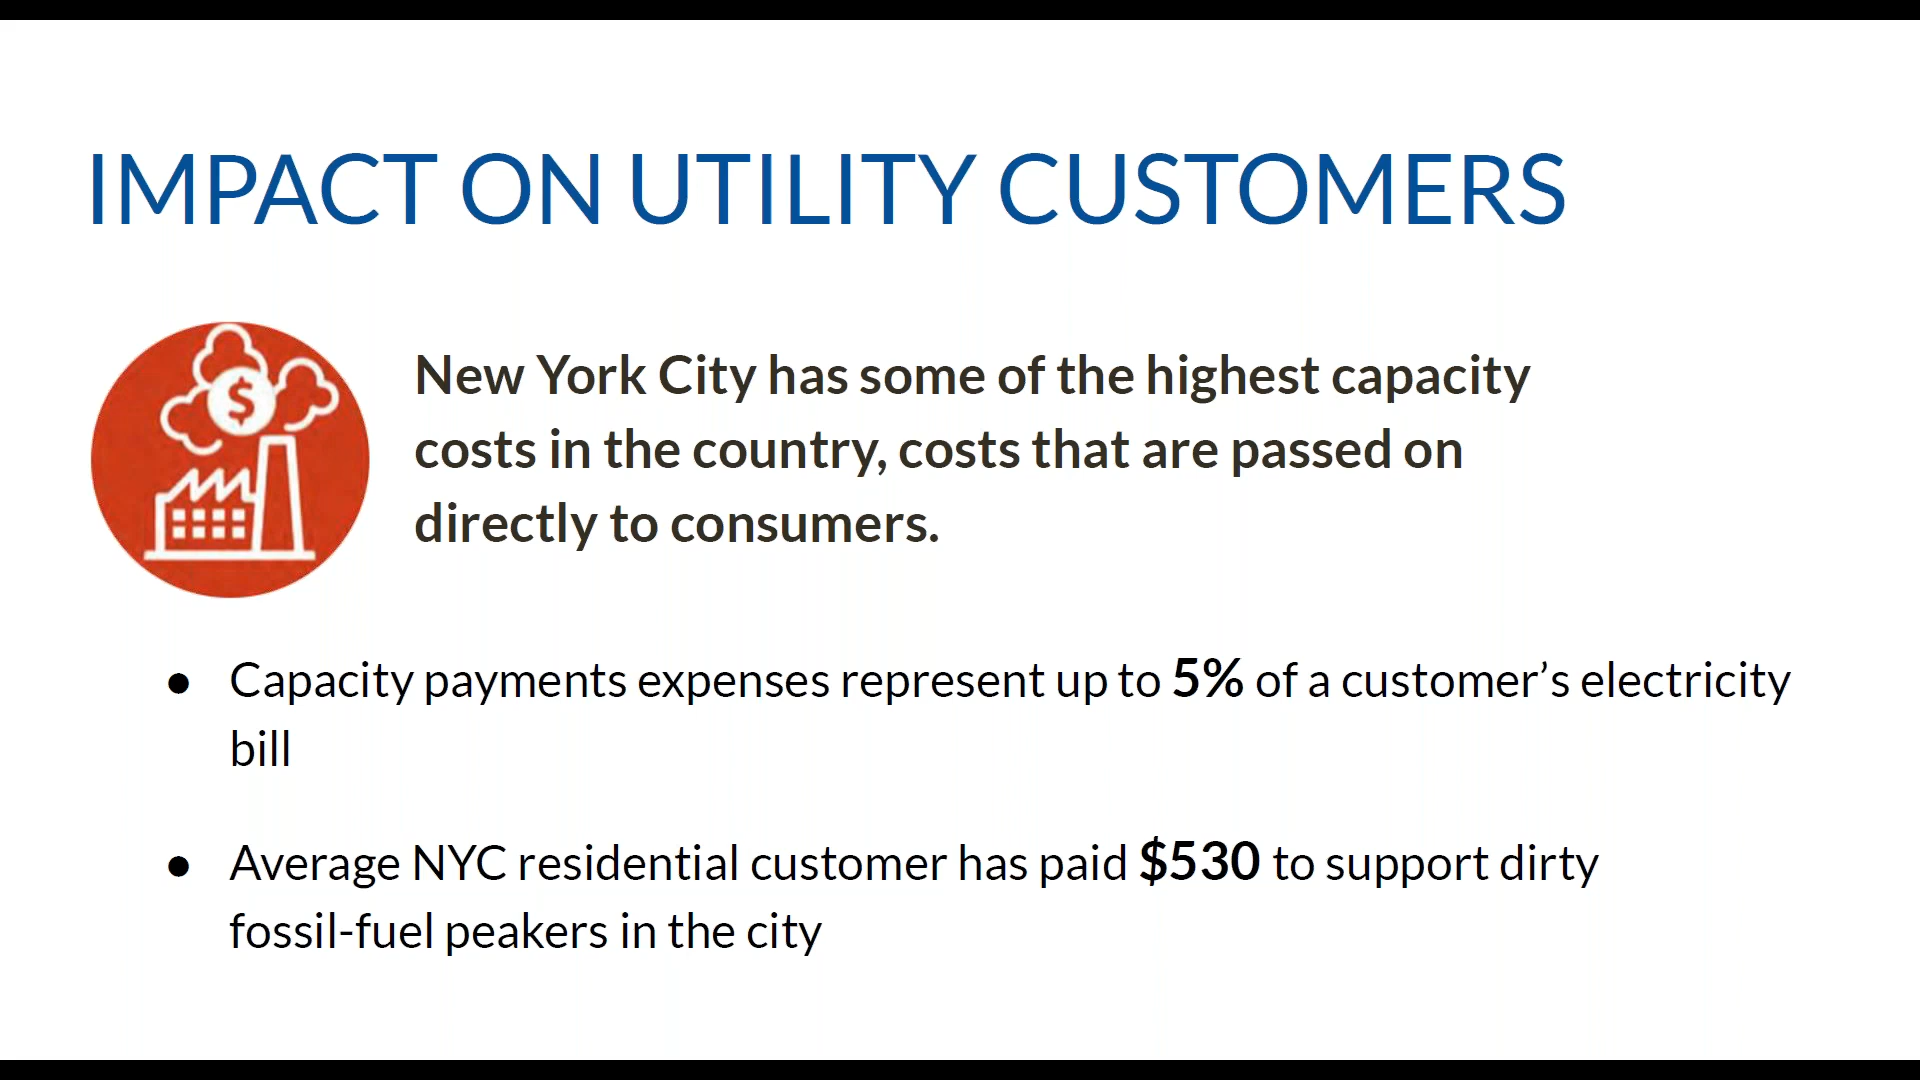 IMPACT ON UTILITY CUSTOMERS
$
New York City has some of the highest capacity
costs in the country, costs that are passed on
directly to consumers.
● Capacity payments expenses represent up to 5% of a customer’s electricity
bill
● Average NYC residential customer has paid $530 to support dirty
fossil-fuel peakers in the city